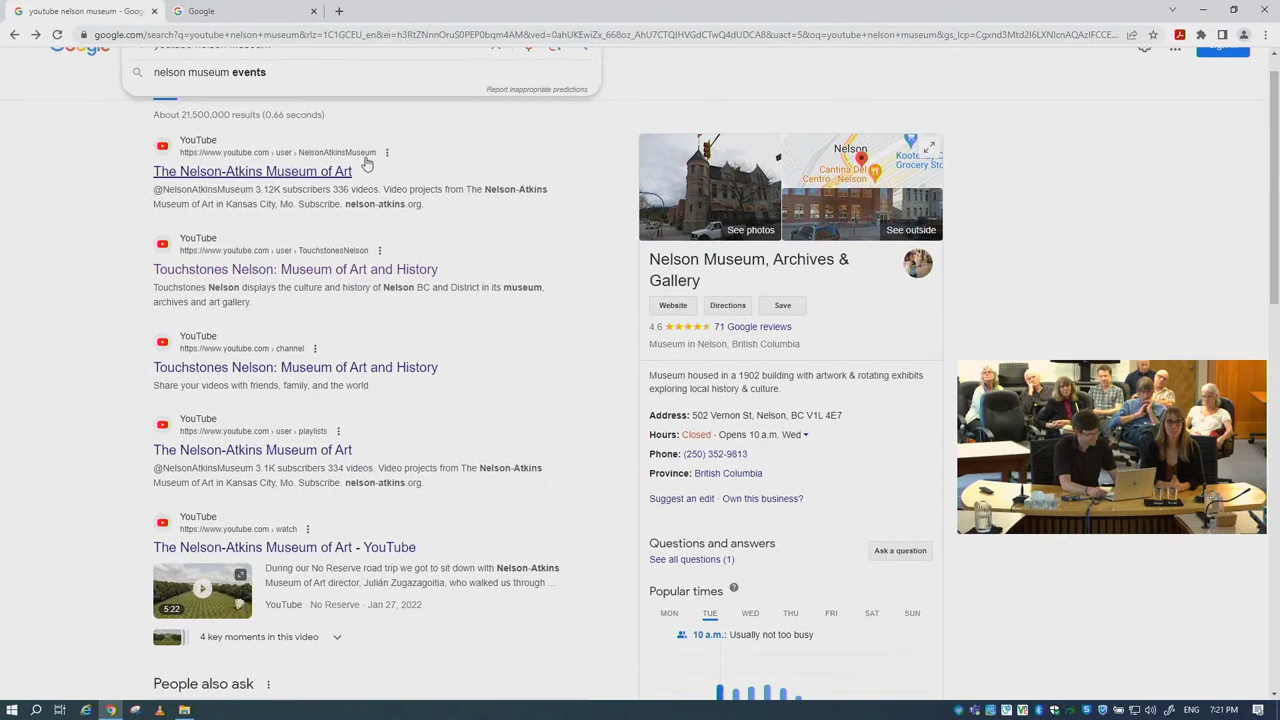 youtube nelson museum - Google
Google
google.com/search?q=youtube+nelson+museum&rlz=1C1GCEU_en&ei=h3RtZNnnOruS0PEP0bqm4AM&ved=0ahUKEwiZx_668oz_AhU7CTQIHVGdCTwQ4dUDCA8&uact=5&oq=youtube+nelson+museum&gs_lcp=Cgxnd3Mtd2l6LXNlcnAQAzFCCE...
nelson museum events
Report inappropriate predictions
About 21,500,000 results (0.66 seconds)
YouTube
https://www.youtube.com › user › NelsonAtkinsMuseum
The Nelson-Atkins Museum of Art
@NelsonAtkinsMuseum 3.12K subscribers 336 videos. Video projects from The Nelson-Atkins
Museum of Art in Kansas City, Mo. Subscribe. nelson-atkins.org.
YouTube
https://www.youtube.com › user › TouchstonesNelson
Touchstones Nelson: Museum of Art and History
Touchstones Nelson displays the culture and history of Nelson BC and District in its museum,
archives and art gallery.
YouTube
https://www.youtube.com › channel
Touchstones Nelson: Museum of Art and History
Share your videos with friends, family, and the world.
YouTube
https://www.youtube.com › user › playlists
The Nelson-Atkins Museum of Art
@NelsonAtkinsMuseum 3.1K subscribers 334 videos. Video projects from The Nelson-Atkins
Museum of Art in Kansas City, Mo. Subscribe. nelson-atkins.org.
YouTube
https://www.youtube.com › watch
The Nelson-Atkins Museum of Art - YouTube
During our No Reserve road trip we got to sit down with Nelson-Atkins
Museum of Art director, Julián Zugazagoitia, who walked us through ...
5:22
YouTube · No Reserve · Jan 27, 2022
4 key moments in this video
People also ask
Nelson
Cantina Del
Centro - Nelson
Grocery Store
See photos
See outside
Nelson Museum, Archives &
Gallery
Website
Directions
Save
4.6 71 Google reviews
Museum in Nelson, British Columbia
Museum housed in a 1902 building with artwork & rotating exhibits
exploring local history & culture.
Address: 502 Vernon St, Nelson, BC V1L 4E7
Hours: Closed · Opens 10 a.m. Wed
Phone: (250) 352-9813
Province: British Columbia
Suggest an edit · Own this business?
Questions and answers
See all questions (1)
Ask a question
Popular times
MON TUE WED THU FRI SAT SUN
10 a.m.: Usually not too busy
7:21 PM